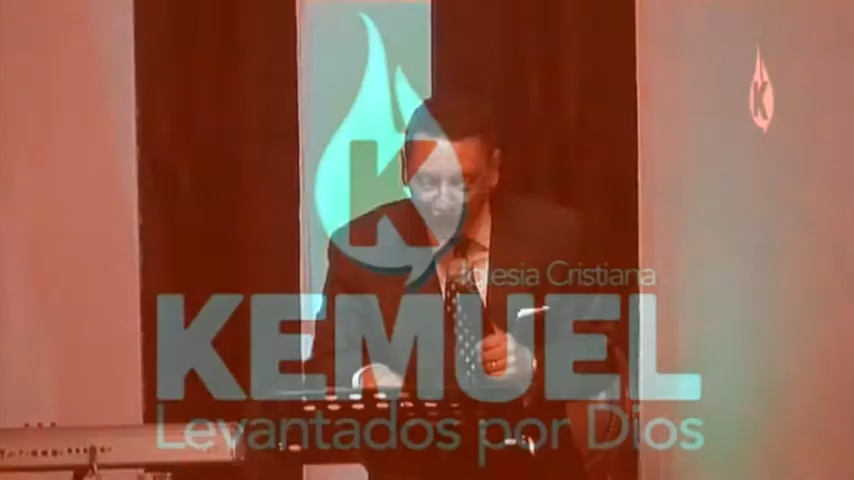 K
K
Iglesia Cristiana
KEMUEL
Levantados por Dios